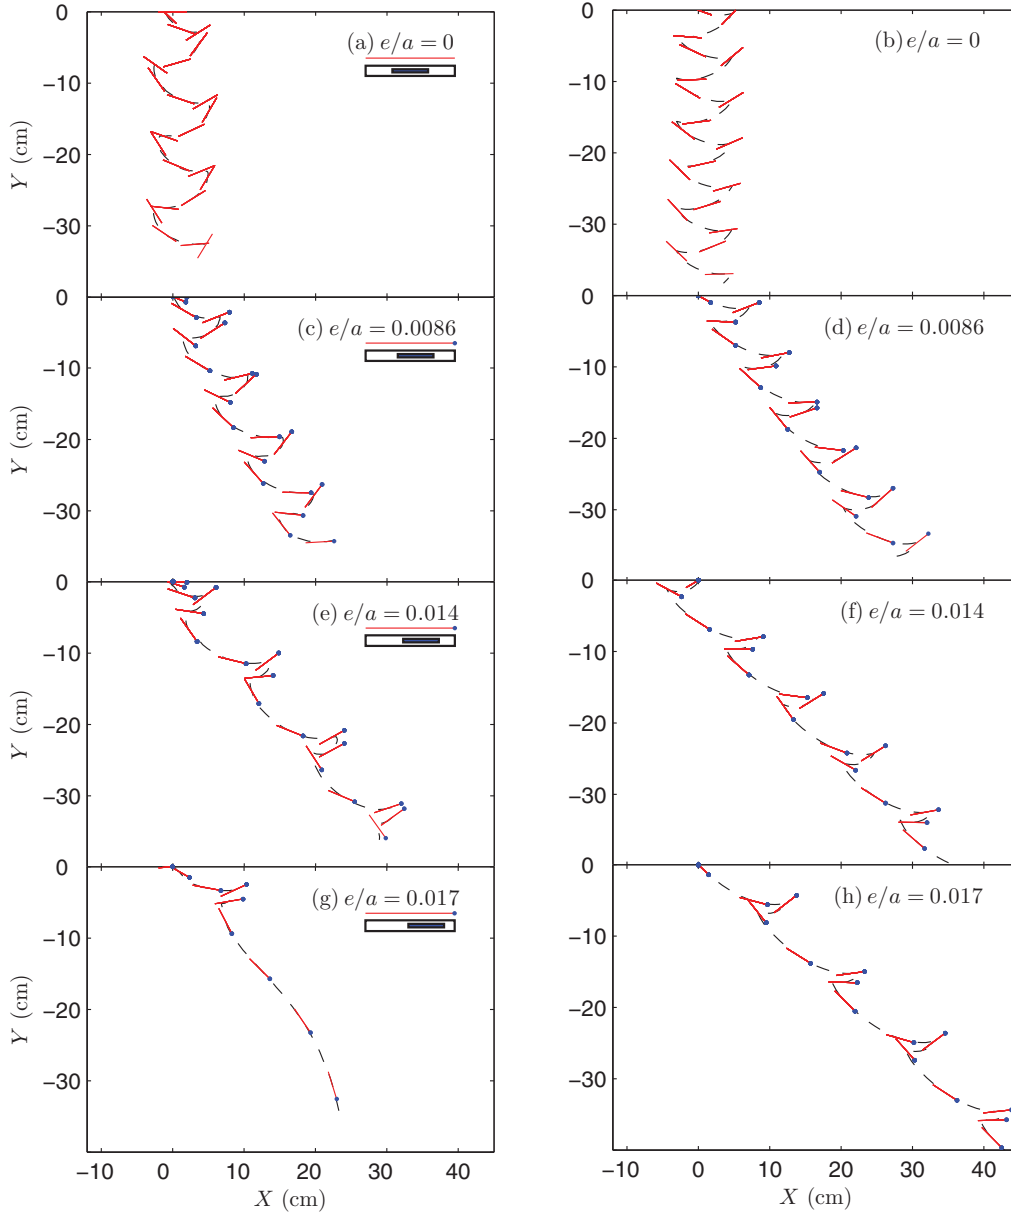 0
−10
−20
−30
Y (cm)
(a) e/a = 0
0
−10
−20
−30
(b) e/a = 0
0
−10
−20
−30
Y (cm)
(c) e/a = 0.0086
0
−10
−20
−30
(d) e/a = 0.0086
0
−10
−20
−30
Y (cm)
(e) e/a = 0.014
0
−10
−20
−30
(f) e/a = 0.014
0
−10
−20
−30
Y (cm)
(g) e/a = 0.017
−10 0 10 20 30 40
X (cm)
0
−10
−20
−30
(h) e/a = 0.017
−10 0 10 20 30 40
X (cm)